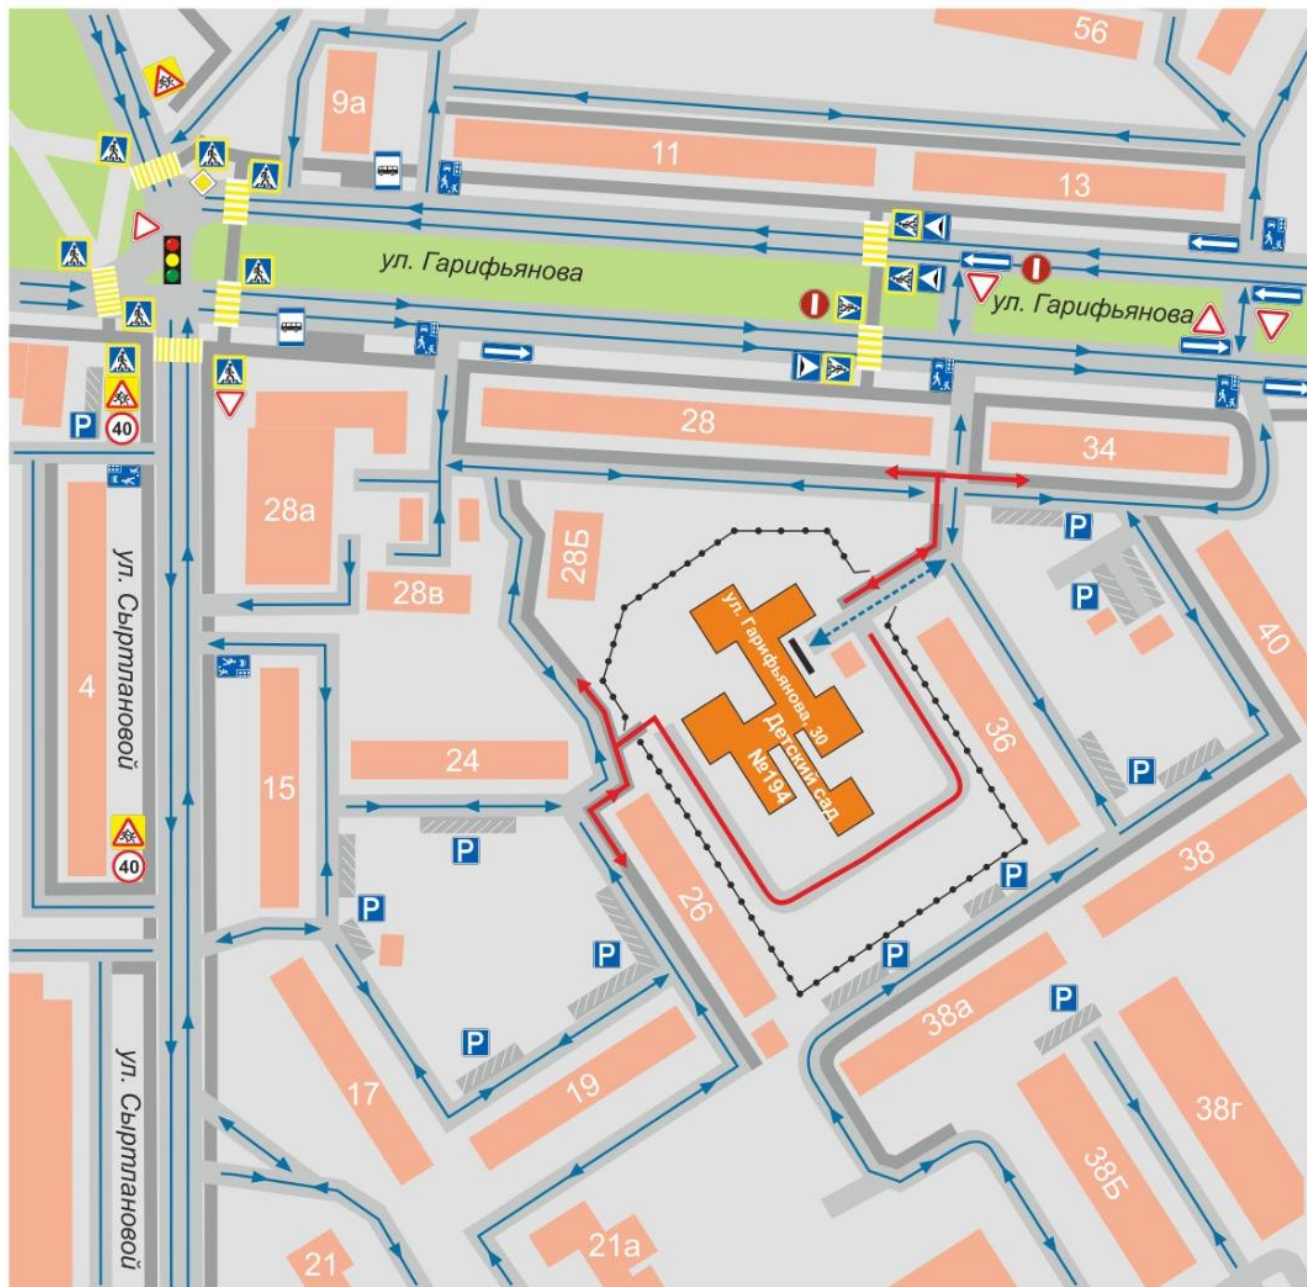 56
9а
11
13
ул. Гарифьянова
ул. Гарифьянова
40
P
28
34
28а
28Б
28в
P
P
40
4
ул. Сыртлановой
ул. Гарифьянова, 30
Детский сад
№194
36
P
15
24
P
40
38
P
26
P
P
P
P
38а
P
ул. Сыртлановой
17
P
19
38Б
38г
21
21а